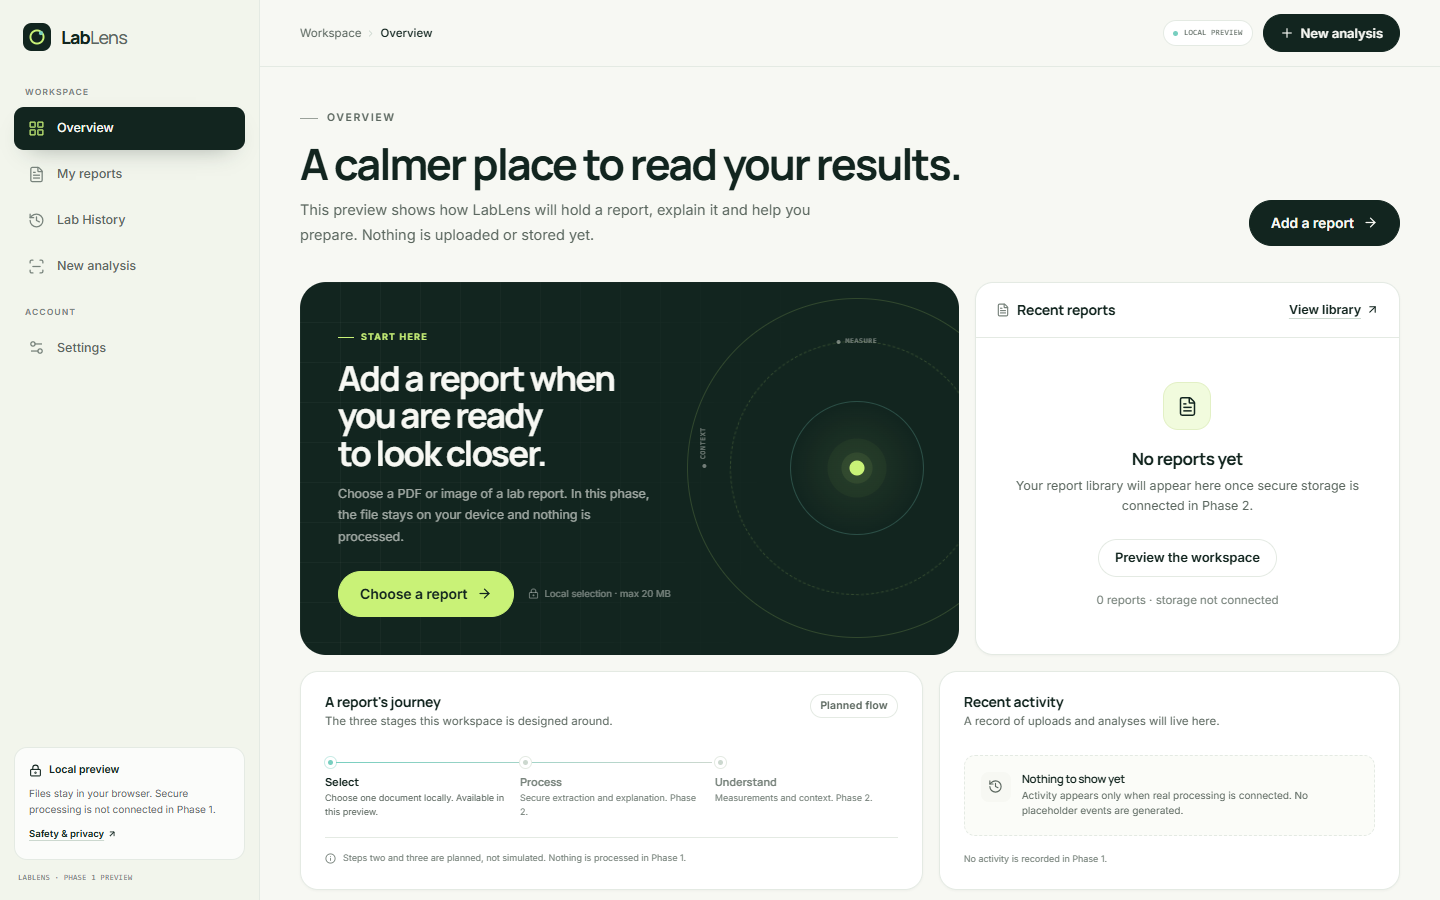 LabLens
WORKSPACE
Overview
My reports
Lab History
New analysis
ACCOUNT
Settings
Local preview
Files stay in your browser. Secure
processing is not connected in Phase 1.
Safety & privacy
LABLENS · PHASE 1 PREVIEW
Workspace › Overview
LOCAL PREVIEW
New analysis
OVERVIEW
A calmer place to read your results.
This preview shows how LabLens will hold a report, explain it and help you
prepare. Nothing is uploaded or stored yet.
Add a report
START HERE
Add a report when
you are ready
to look closer.
Choose a PDF or image of a lab report. In this phase,
the file stays on your device and nothing is
processed.
Choose a report
Local selection · max 20 MB
MEASURE
CONTEXT
Recent reports
View library
No reports yet
Your report library will appear here once secure storage is
connected in Phase 2.
Preview the workspace
0 reports · storage not connected
A report's journey
The three stages this workspace is designed around.
Planned flow
Select
Choose one document locally. Available in
this preview.
Process
Secure extraction and explanation. Phase
2.
Understand
Measurements and context. Phase 2.
Steps two and three are planned, not simulated. Nothing is processed in Phase 1.
Recent activity
A record of uploads and analyses will live here.
Nothing to show yet
Activity appears only when real processing is connected. No
placeholder events are generated.
No activity is recorded in Phase 1.